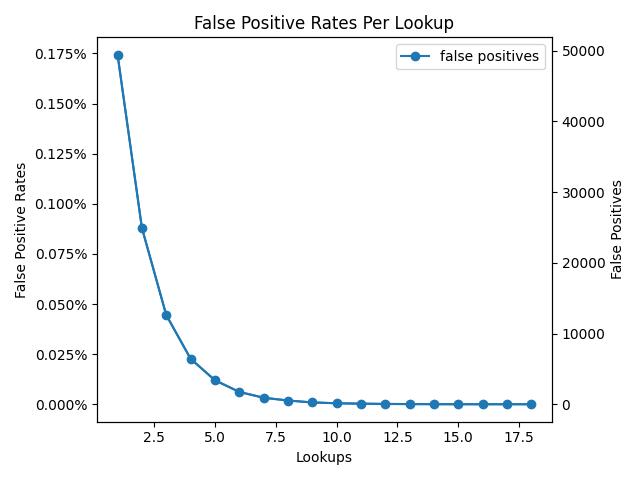 False Positive Rates Per Lookup
false positives
False Positive Rates
0.175%
0.150%
0.125%
0.100%
0.075%
0.050%
0.025%
0.000%
50000
40000
30000
20000
10000
0
False Positives
2.5 5.0 7.5 10.0 12.5 15.0 17.5
Lookups